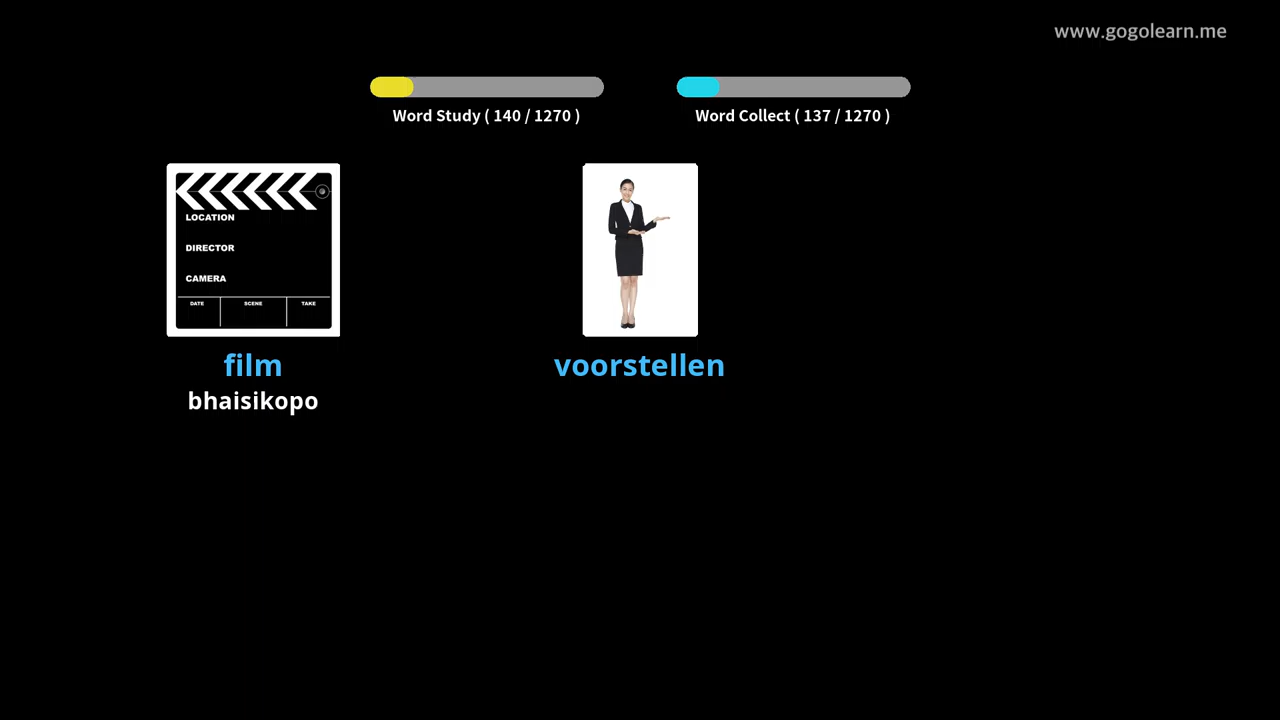 www.gogolearn.me
Word Study ( 140 / 1270 )
Word Collect ( 137 / 1270 )
LOCATION
DIRECTOR
CAMERA
DATE SCENE TAKE
film
voorstellen
bhaisikopo